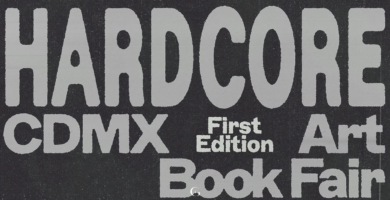 HARDCORE
CDMX First Edition Art
Book Fair